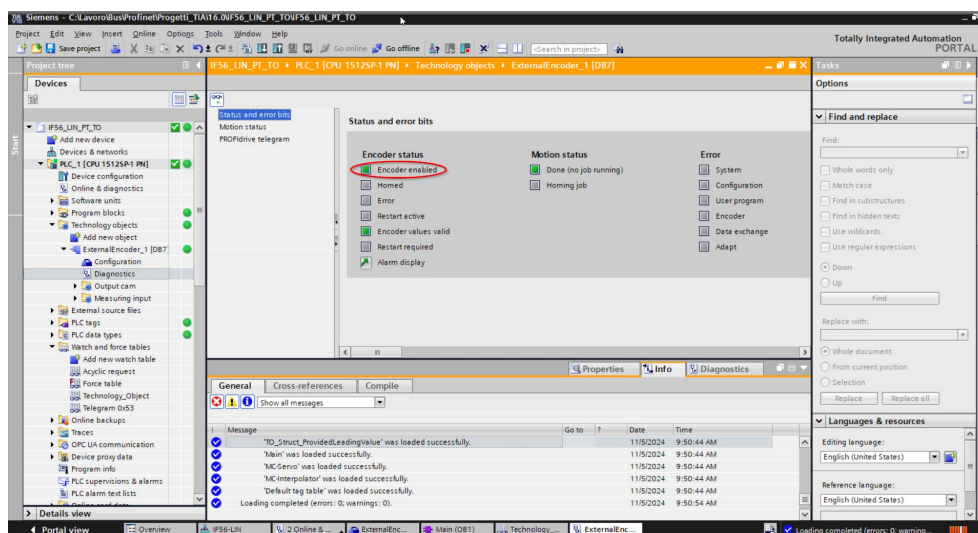 Siemens - C:\Lavoro\Bus\Profinet\Progetti_TIA\16.0\IF56_LIN_PT_TO\IF56_LIN_PT_TO
Project Edit View Insert Online Options Tools Window Help
Totally Integrated Automation
PORTAL
Save project
Go online
Go offline
<Search in project>
Project tree
IF56_LIN_PT_TO ▸ PLC_1 [CPU 1512SP-1 PN] ▸ Technology objects ▸ ExternalEncoder_1 [DB7]
Tasks
Devices
Options
Start
IF56_LIN_PT_TO
Add new device
Devices & networks
PLC_1 [CPU 1512SP-1 PN]
Device configuration
Online & diagnostics
Software units
Program blocks
Technology objects
Add new object
ExternalEncoder_1 [DB7]
Configuration
Diagnostics
Output cam
Measuring input
External source files
PLC tags
PLC data types
Watch and force tables
Add new watch table
Acyclic request
Force table
Technology_Object
Telegram 0x53
Online backups
Traces
OPC UA communication
Device proxy data
Program info
PLC supervisions & alarms
PLC alarm text lists
Details view
Status and error bits
Motion status
PROFIdrive telegram
Status and error bits
Encoder status Motion status Error
Encoder enabled Done (no job running) System
Homed Homing job Configuration
Error User program
Restart active Encoder
Encoder values valid Data exchange
Restart required Adapt
Alarm display
Properties Info Diagnostics
General Cross-references Compile
Show all messages
! Message Go to ? Date Time
'TO_Struct_ProvidedLeadingValue' was loaded successfully. 11/5/2024 9:50:44 AM
'Main' was loaded successfully. 11/5/2024 9:50:44 AM
'MC-Servo' was loaded successfully. 11/5/2024 9:50:44 AM
'MC-Interpolator' was loaded successfully. 11/5/2024 9:50:44 AM
'Default tag table' was loaded successfully. 11/5/2024 9:50:44 AM
Loading completed (errors: 0; warnings: 0). 11/5/2024 9:50:54 AM
Find and replace
Find:
Whole words only
Match case
Find in substructures
Find in hidden texts
Use wildcards
Use regular expressions
Down
Up
Find
Replace with:
Whole document
From current position
Selection
Replace Replace all
Languages & resources
Editing language:
English (United States)
Reference language:
English (United States)
Portal view Overview IF56-LIN 2 Online & ... ExternalEnc... Main (OB1) Technology_... ExternalEnc... Loading completed (errors: 0; warning...